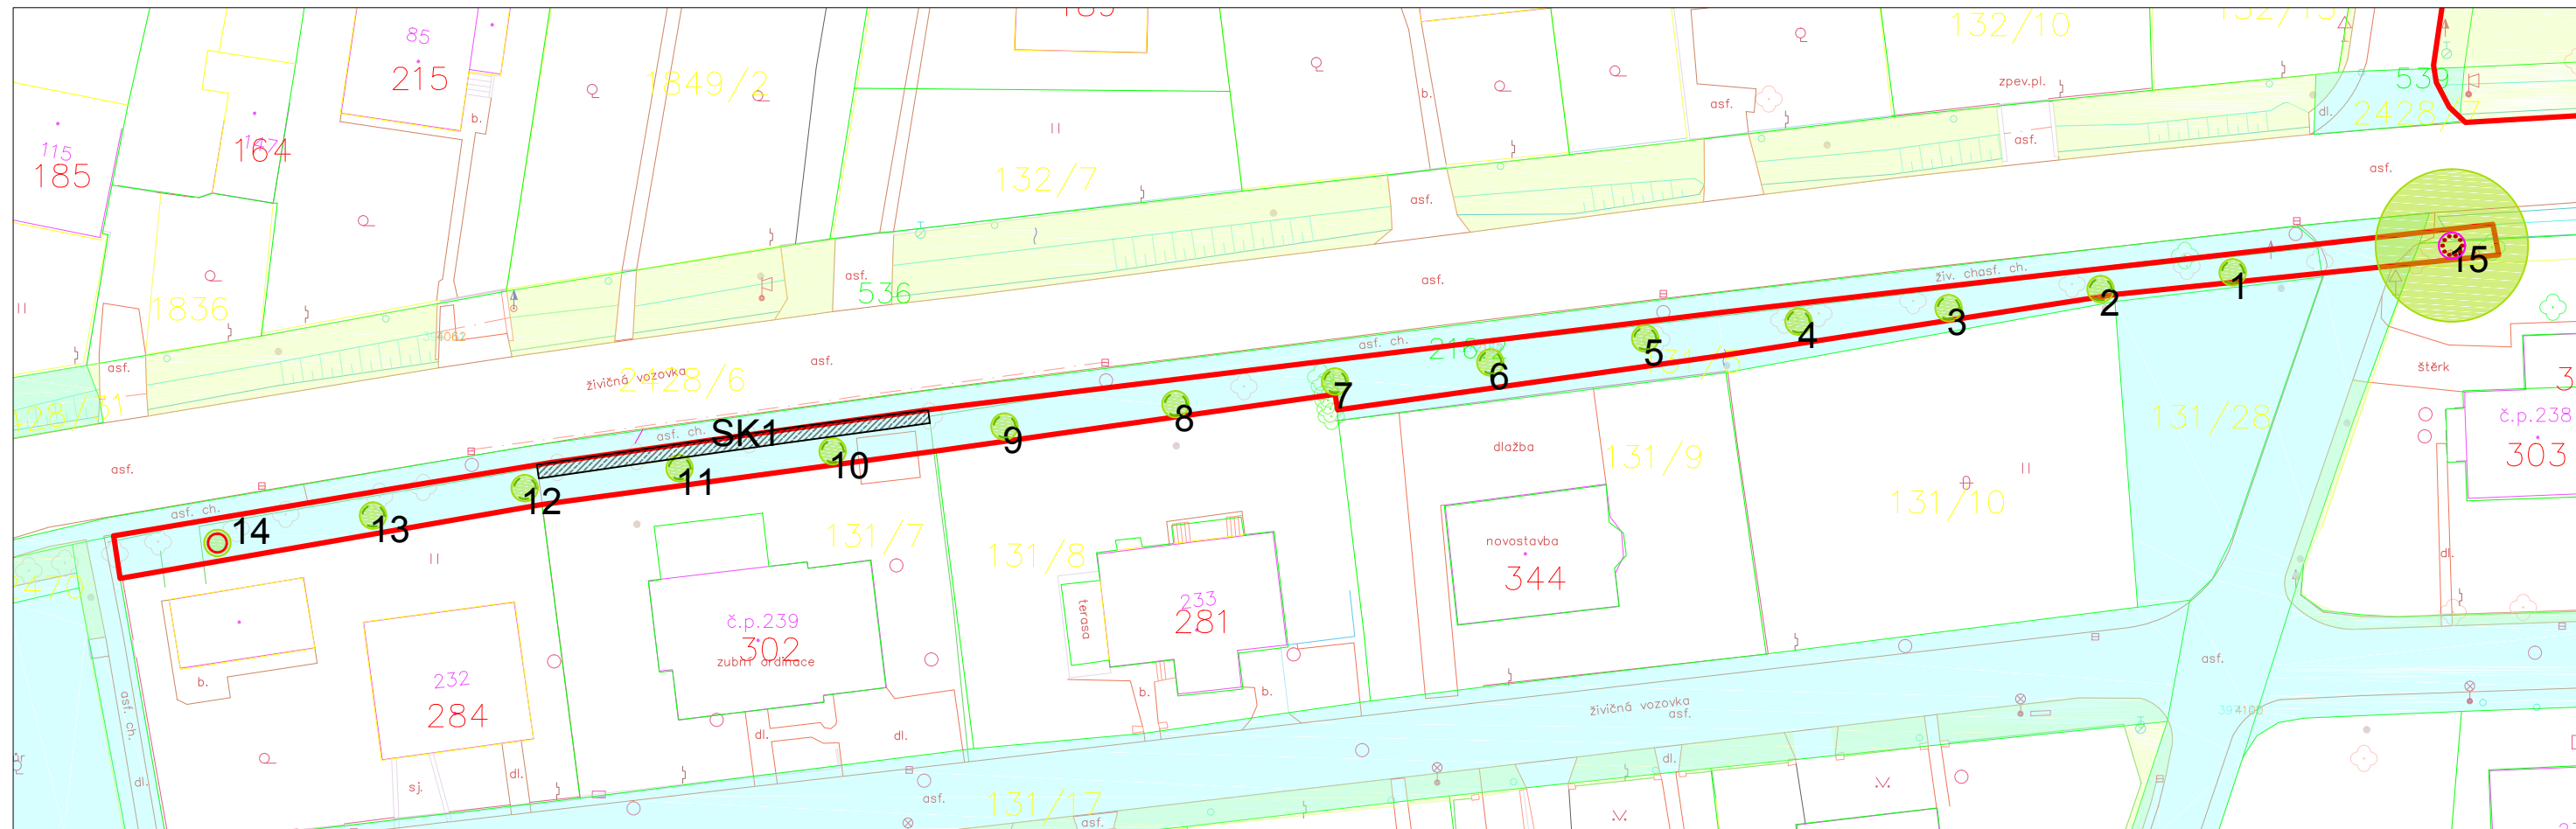 85
215
b.
1849/2
132/7
b.
asf.
132/10
zpev.pl.
539
2428/7
dl.
115
185
164
asf.
asf.
asf.
1836
asf.
536
asf.
živ. ch.
asf. ch.
15
1
2
3
4
5
6
7
8
9
10
11
12
13
14
394062
asf.
živičná vozovka
2428/6
asf.
asf. ch.
asf.
asf. ch.
SK1
asf. ch.
dlažba
131/9
131/10
131/28
štěrk
č.p.238
303
131/7
131/8
novostavba
344
terasa
233
281
č.p.239
302
zubní ordinace
232
284
b.
asf. ch.
dl.
sj.
dl.
dl.
dl.
b.
b.
asf.
131/17
asf.
živičná vozovka
asf.
dl.
asf.
dl.